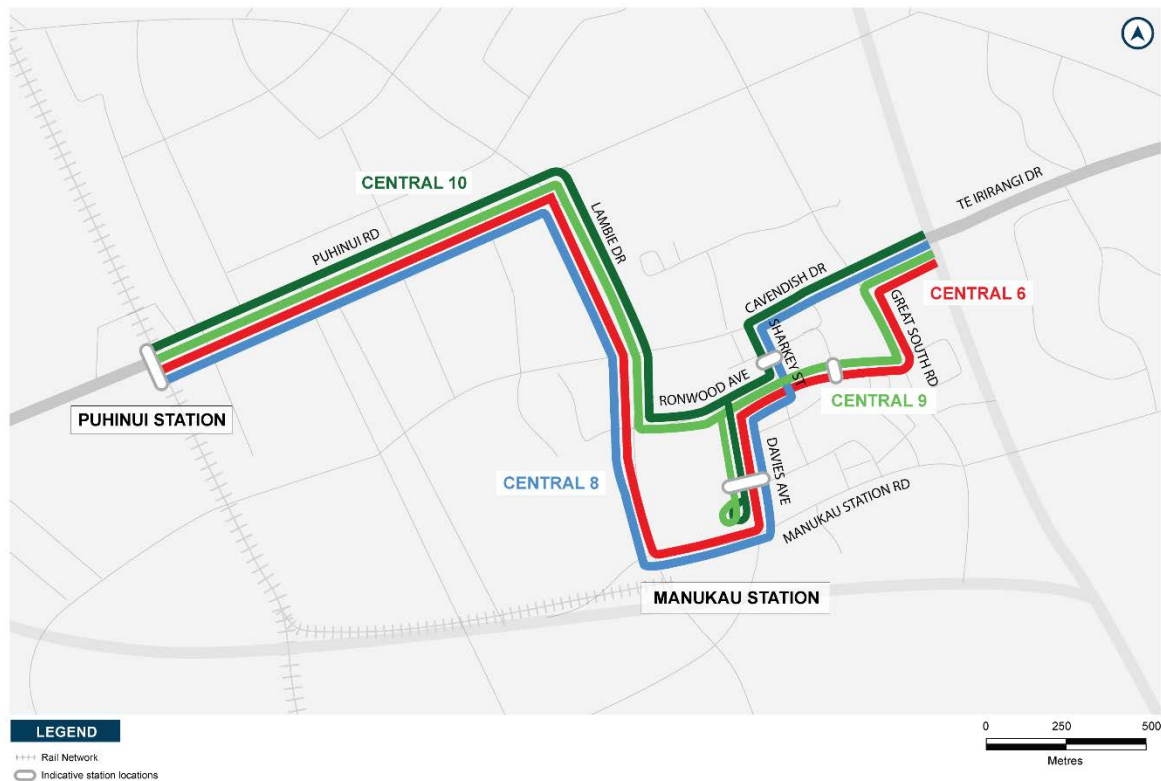 CENTRAL 10
PUHINUI RD
LAMBIE DR
TE IRIRANGI DR
CAVENDISH DR
CENTRAL 6
GREAT SOUTH RD
SHARKEY ST
RONWOOD AVE
CENTRAL 9
PUHINUI STATION
CENTRAL 8
DAVIES AVE
MANUKAU STATION RD
MANUKAU STATION
LEGEND
Rail Network
Indicative station locations
0 250 500
Metres